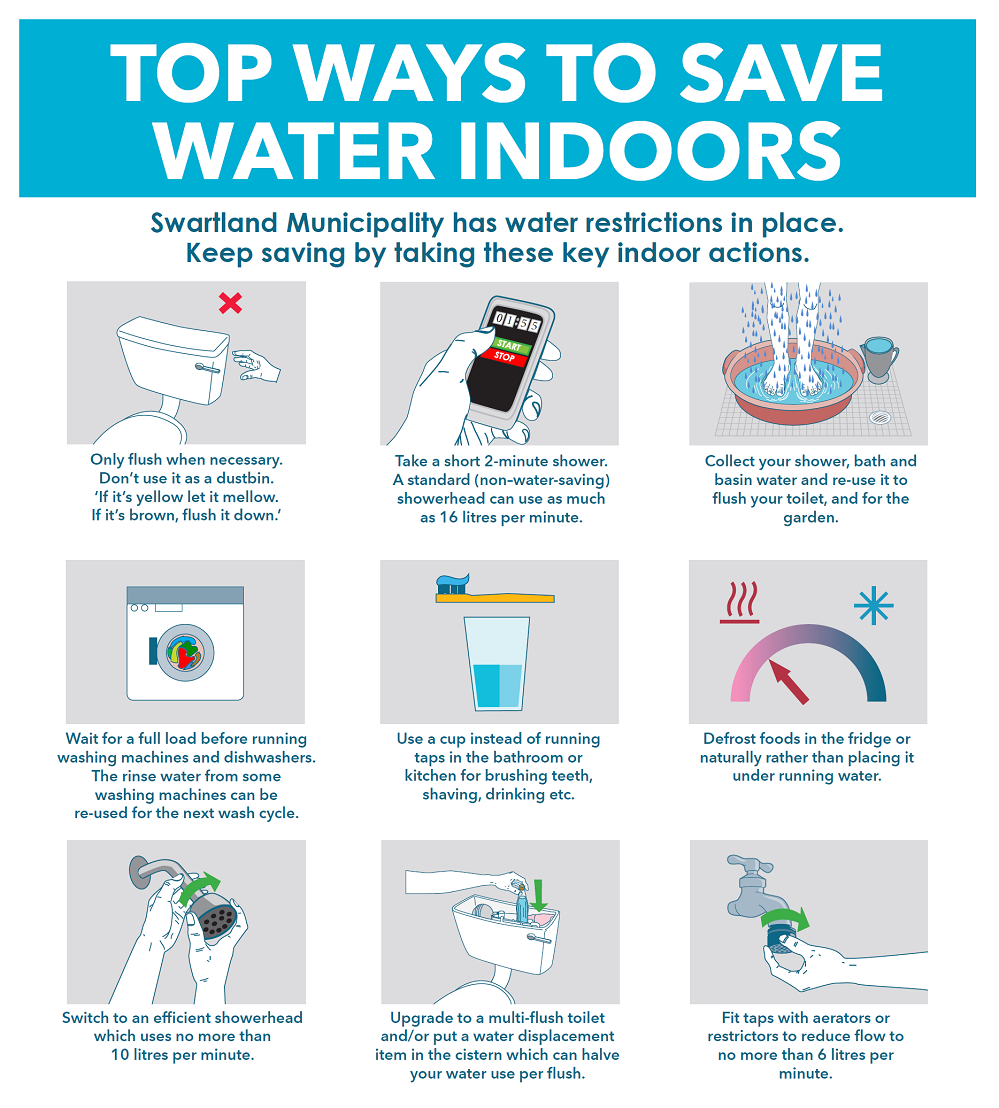 TOP WAYS TO SAVE
WATER INDOORS
Swartland Municipality has water restrictions in place.
Keep saving by taking these key indoor actions.
Only flush when necessary.
Don’t use it as a dustbin.
‘If it’s yellow let it mellow.
If it’s brown, flush it down.’
01:55
START
STOP
Take a short 2-minute shower.
A standard (non–water-saving)
showerhead can use as much
as 16 litres per minute.
Collect your shower, bath and
basin water and re-use it to
flush your toilet, and for the
garden.
Wait for a full load before running
washing machines and dishwashers.
The rinse water from some
washing machines can be
re-used for the next wash cycle.
Use a cup instead of running
taps in the bathroom or
kitchen for brushing teeth,
shaving, drinking etc.
Defrost foods in the fridge or
naturally rather than placing it
under running water.
Switch to an efficient showerhead
which uses no more than
10 litres per minute.
Upgrade to a multi-flush toilet
and/or put a water displacement
item in the cistern which can halve
your water use per flush.
Fit taps with aerators or
restrictors to reduce flow to
no more than 6 litres per
minute.